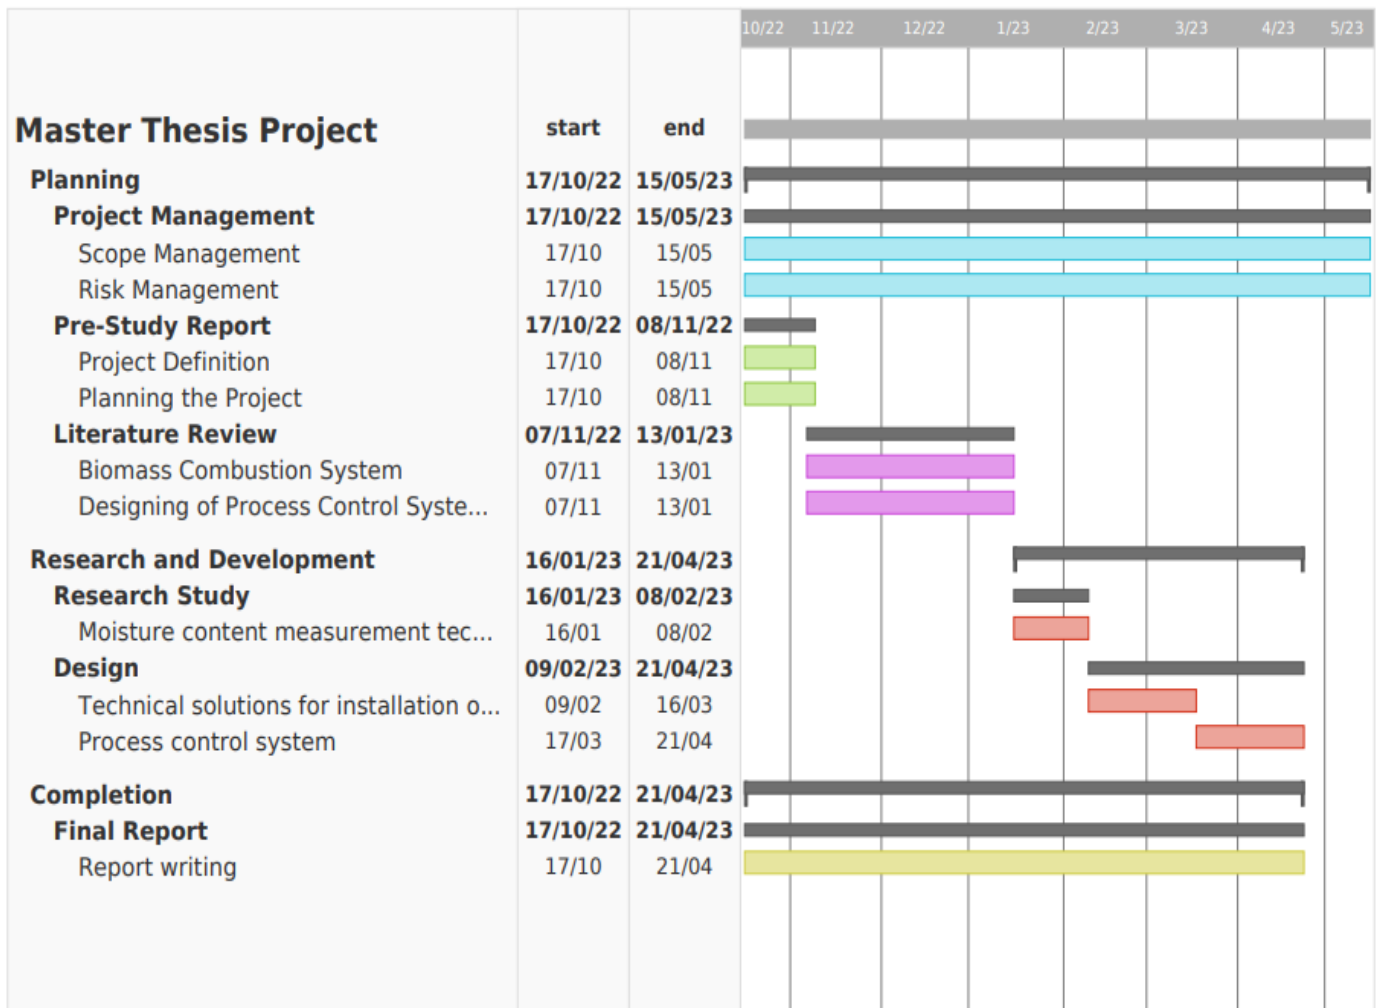 10/22 11/22 12/22 1/23 2/23 3/23 4/23 5/23
Master Thesis Project start end
Planning 17/10/22 15/05/23
Project Management 17/10/22 15/05/23
Scope Management 17/10 15/05
Risk Management 17/10 15/05
Pre-Study Report 17/10/22 08/11/22
Project Definition 17/10 08/11
Planning the Project 17/10 08/11
Literature Review 07/11/22 13/01/23
Biomass Combustion System 07/11 13/01
Designing of Process Control Syste... 07/11 13/01
Research and Development 16/01/23 21/04/23
Research Study 16/01/23 08/02/23
Moisture content measurement tec... 16/01 08/02
Design 09/02/23 21/04/23
Technical solutions for installation o... 09/02 16/03
Process control system 17/03 21/04
Completion 17/10/22 21/04/23
Final Report 17/10/22 21/04/23
Report writing 17/10 21/04